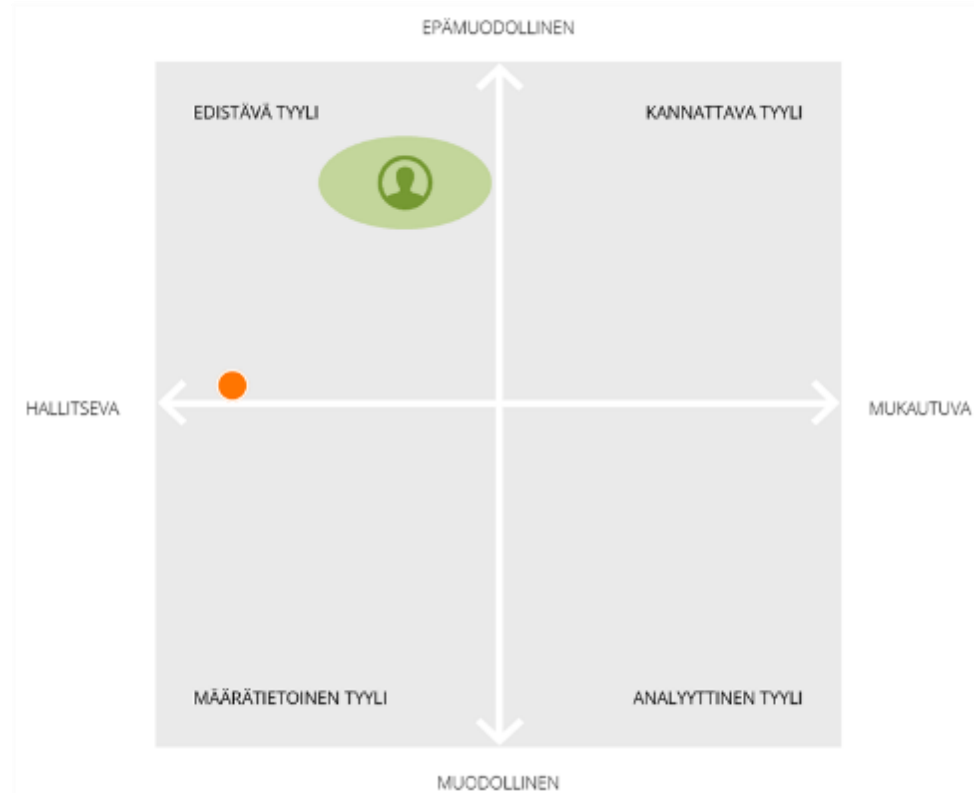 EPÄMUODOLLINEN
EDISTÄVÄ TYYLI
KANNATTAVA TYYLI
HALLITSEVA
MUKAUTUVA
MÄÄRÄTIETOINEN TYYLI
ANALYYTTINEN TYYLI
MUODOLLINEN